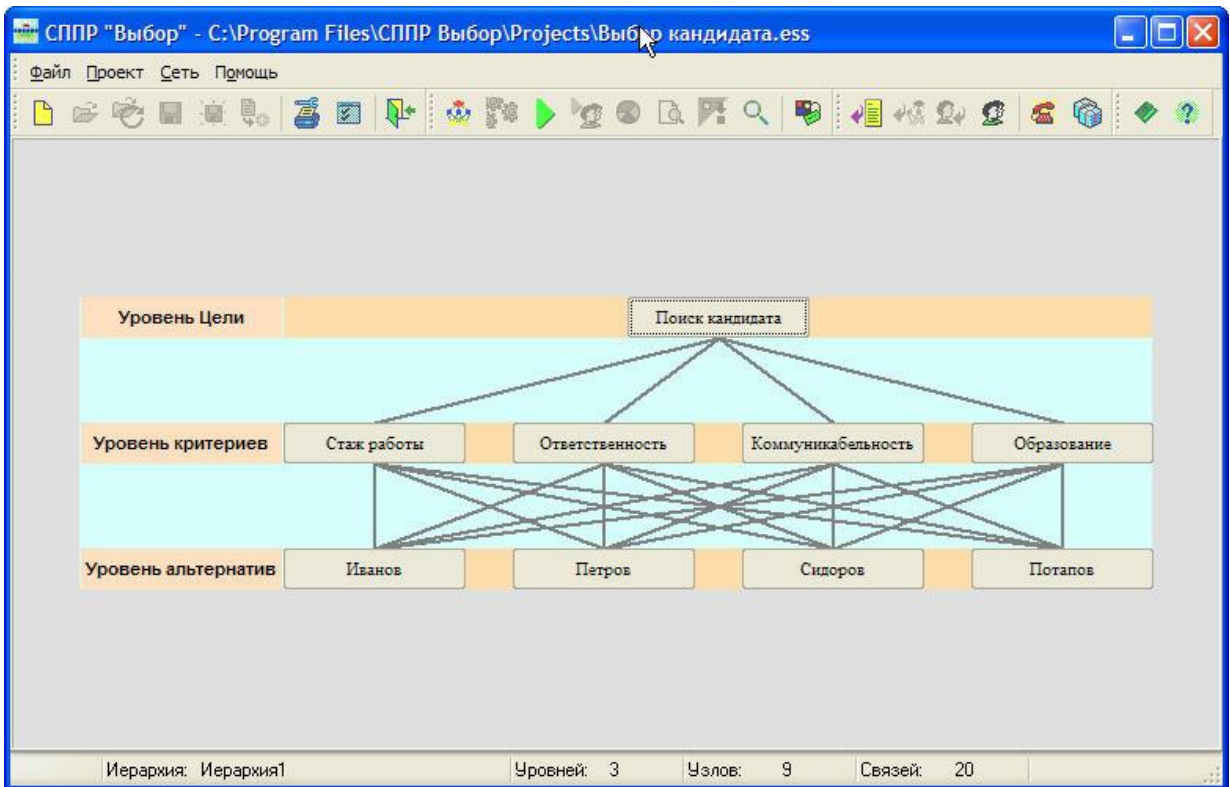 СППР "Выбор" - C:\Program Files\СППР Выбор\Projects\Выбор кандидата.ess
Файл Проект Сеть Помощь
Уровень Цели Поиск кандидата
Уровень критериев Стаж работы Ответственность Коммуникабельность Образование
Уровень альтернатив Иванов Петров Сидоров Потапов
Иерархия: Иерархия1 Уровней: 3 Узлов: 9 Связей: 20